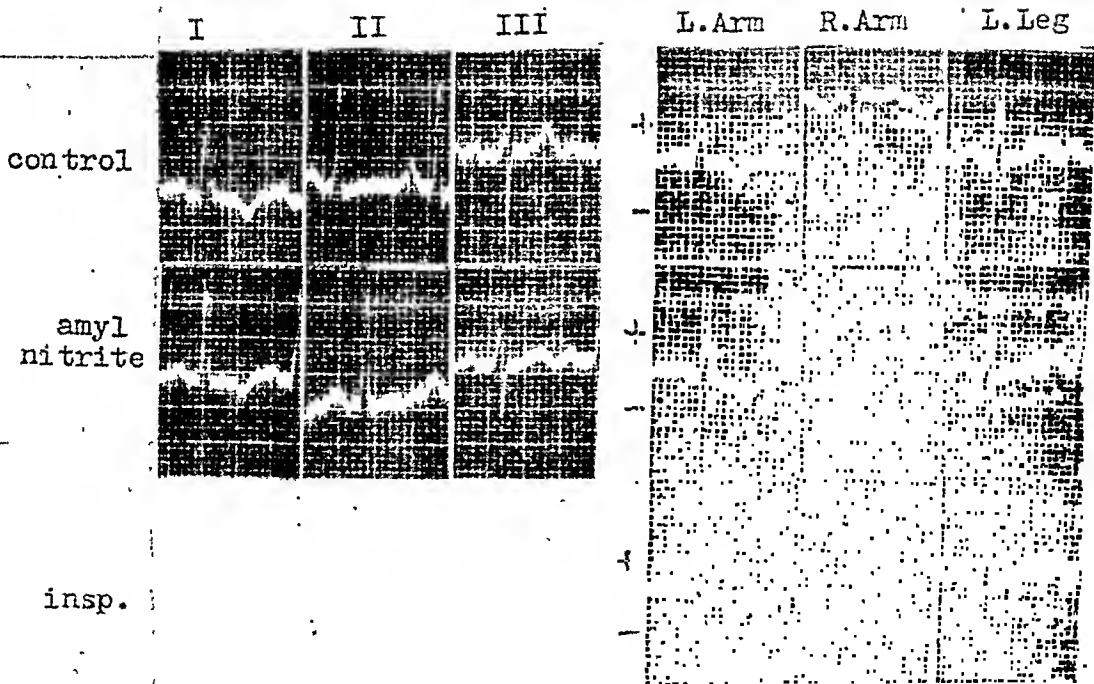 I II III L.Arm R.Arm L.Leg
control
amyl
nitrite
insp.